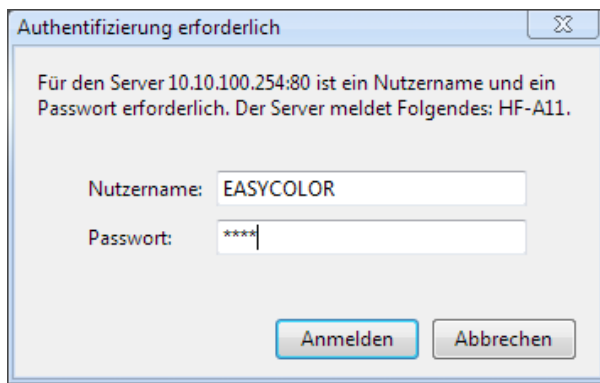 Authentifizierung erforderlich
Für den Server 10.10.100.254:80 ist ein Nutzername und ein
Passwort erforderlich. Der Server meldet Folgendes: HF-A11.
Nutzername: EASYCOLOR
Passwort: ****
Anmelden Abbrechen